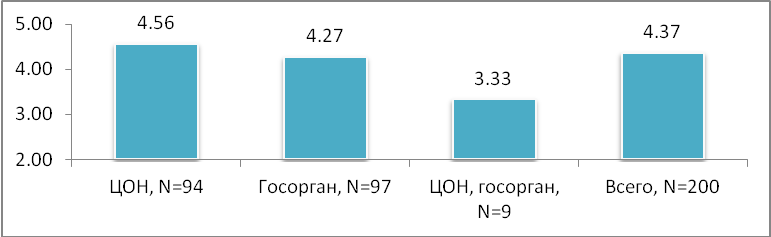 5.00
4.00
3.00
2.00
4.56
4.27
3.33
4.37
ЦОН, N=94
Госорган, N=97
ЦОН, госорган,
N=9
Всего, N=200